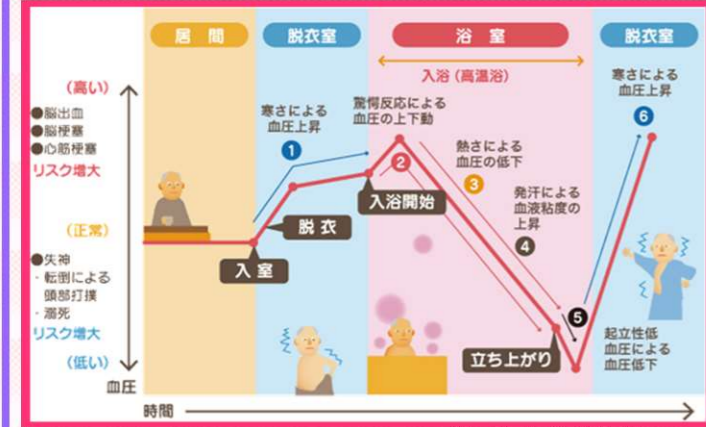 居間
脱衣室
浴室
脱衣室
入浴(高温浴)
(高い)
●脳出血
●脳梗塞
●心筋梗塞
リスク増大
(正常)
●失神
・転倒による
頭部打撲
・溺死
リスク増大
(低い)
血圧
時間
寒さによる
血圧上昇
1
驚愕反応による
血圧の上下動
2
熱さによる
血圧の低下
3
発汗による
血液粘度の
上昇
4
5
起立性低
血圧による
血圧低下
寒さによる
血圧上昇
6
入室
脱衣
入浴開始
立ち上がり